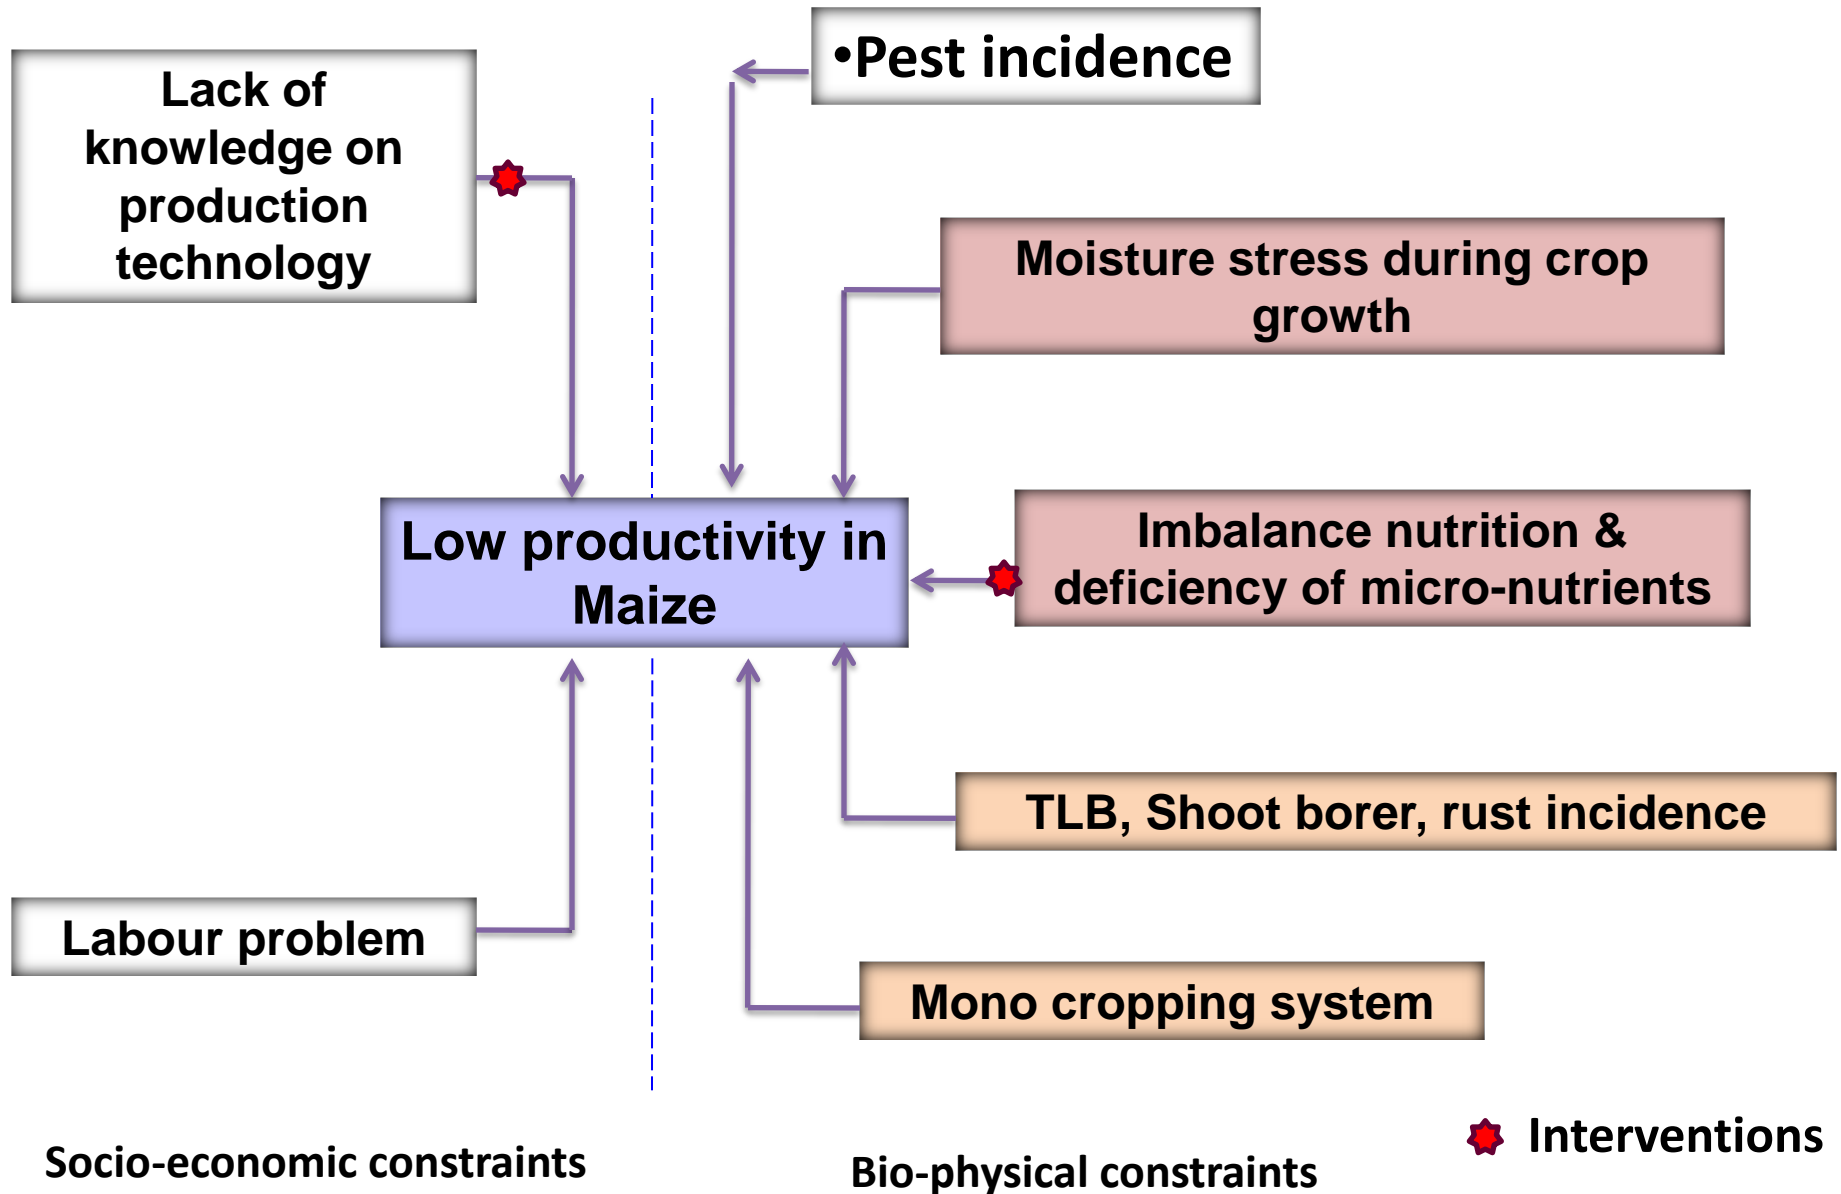 •Pest incidence
Lack of
knowledge on
production
technology
Moisture stress during crop
growth
Low productivity in
Maize
Imbalance nutrition &
deficiency of micro-nutrients
TLB, Shoot borer, rust incidence
Labour problem
Mono cropping system
Socio-economic constraints
Bio-physical constraints
Interventions